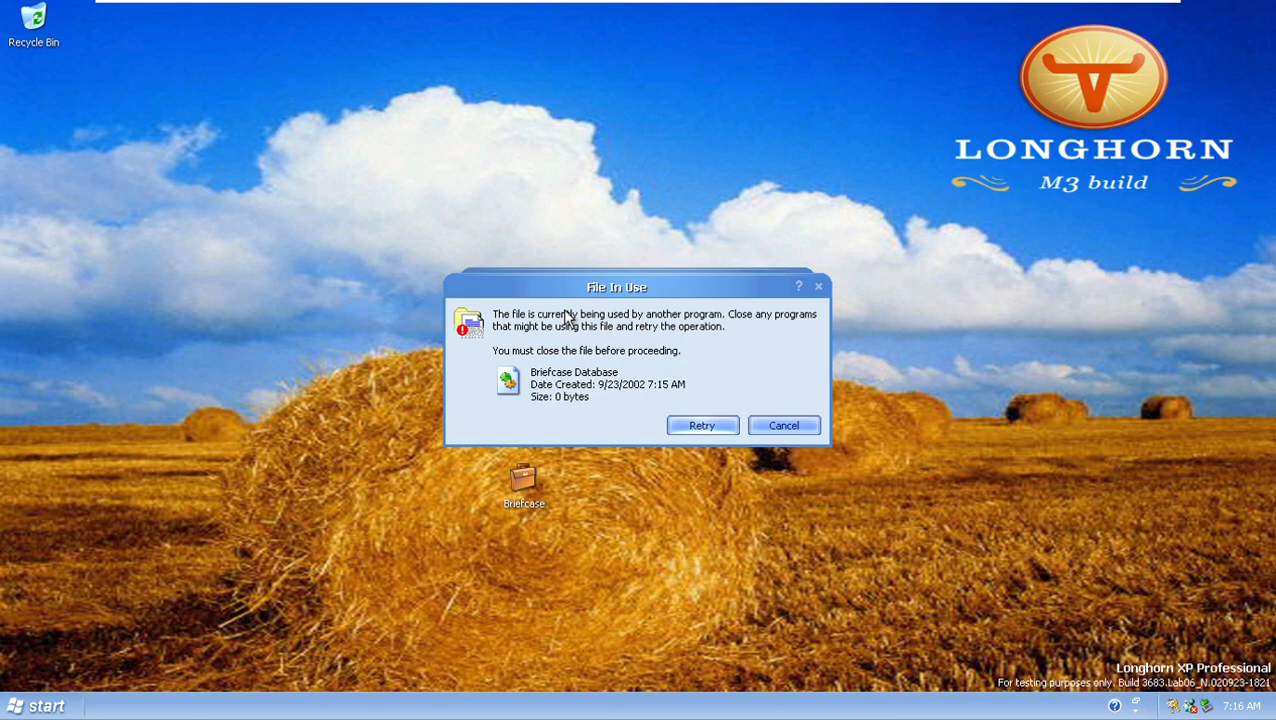 Recycle Bin
LONGHORN
M3 build
File In Use
The file is currently being used by another program. Close any programs
that might be using this file and retry the operation.
You must close the file before proceeding.
Briefcase Database
Date Created: 9/23/2002 7:15 AM
Size: 0 bytes
Retry
Cancel
Briefcase
Longhorn XP Professional
For testing purposes only. Build 3683.Lab06_N.020923-1821
start
7:16 AM